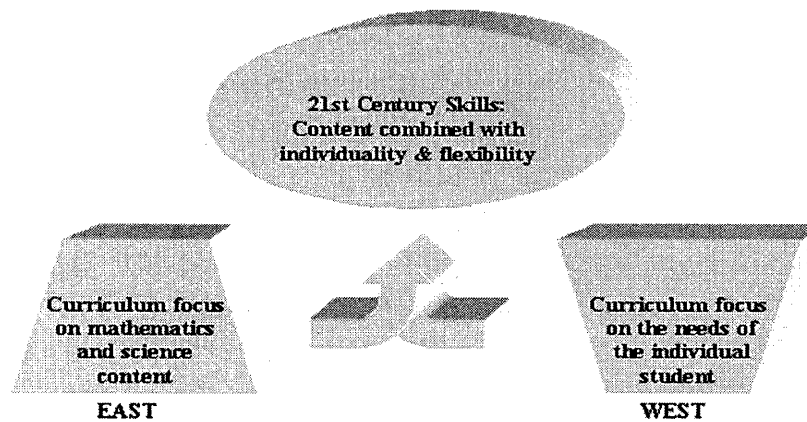 21st Century Skills:
Content combined with
individuality & flexibility
Curriculum focus
on mathematics
and science
content
EAST
Curriculum focus
on the needs of
the individual
student
WEST